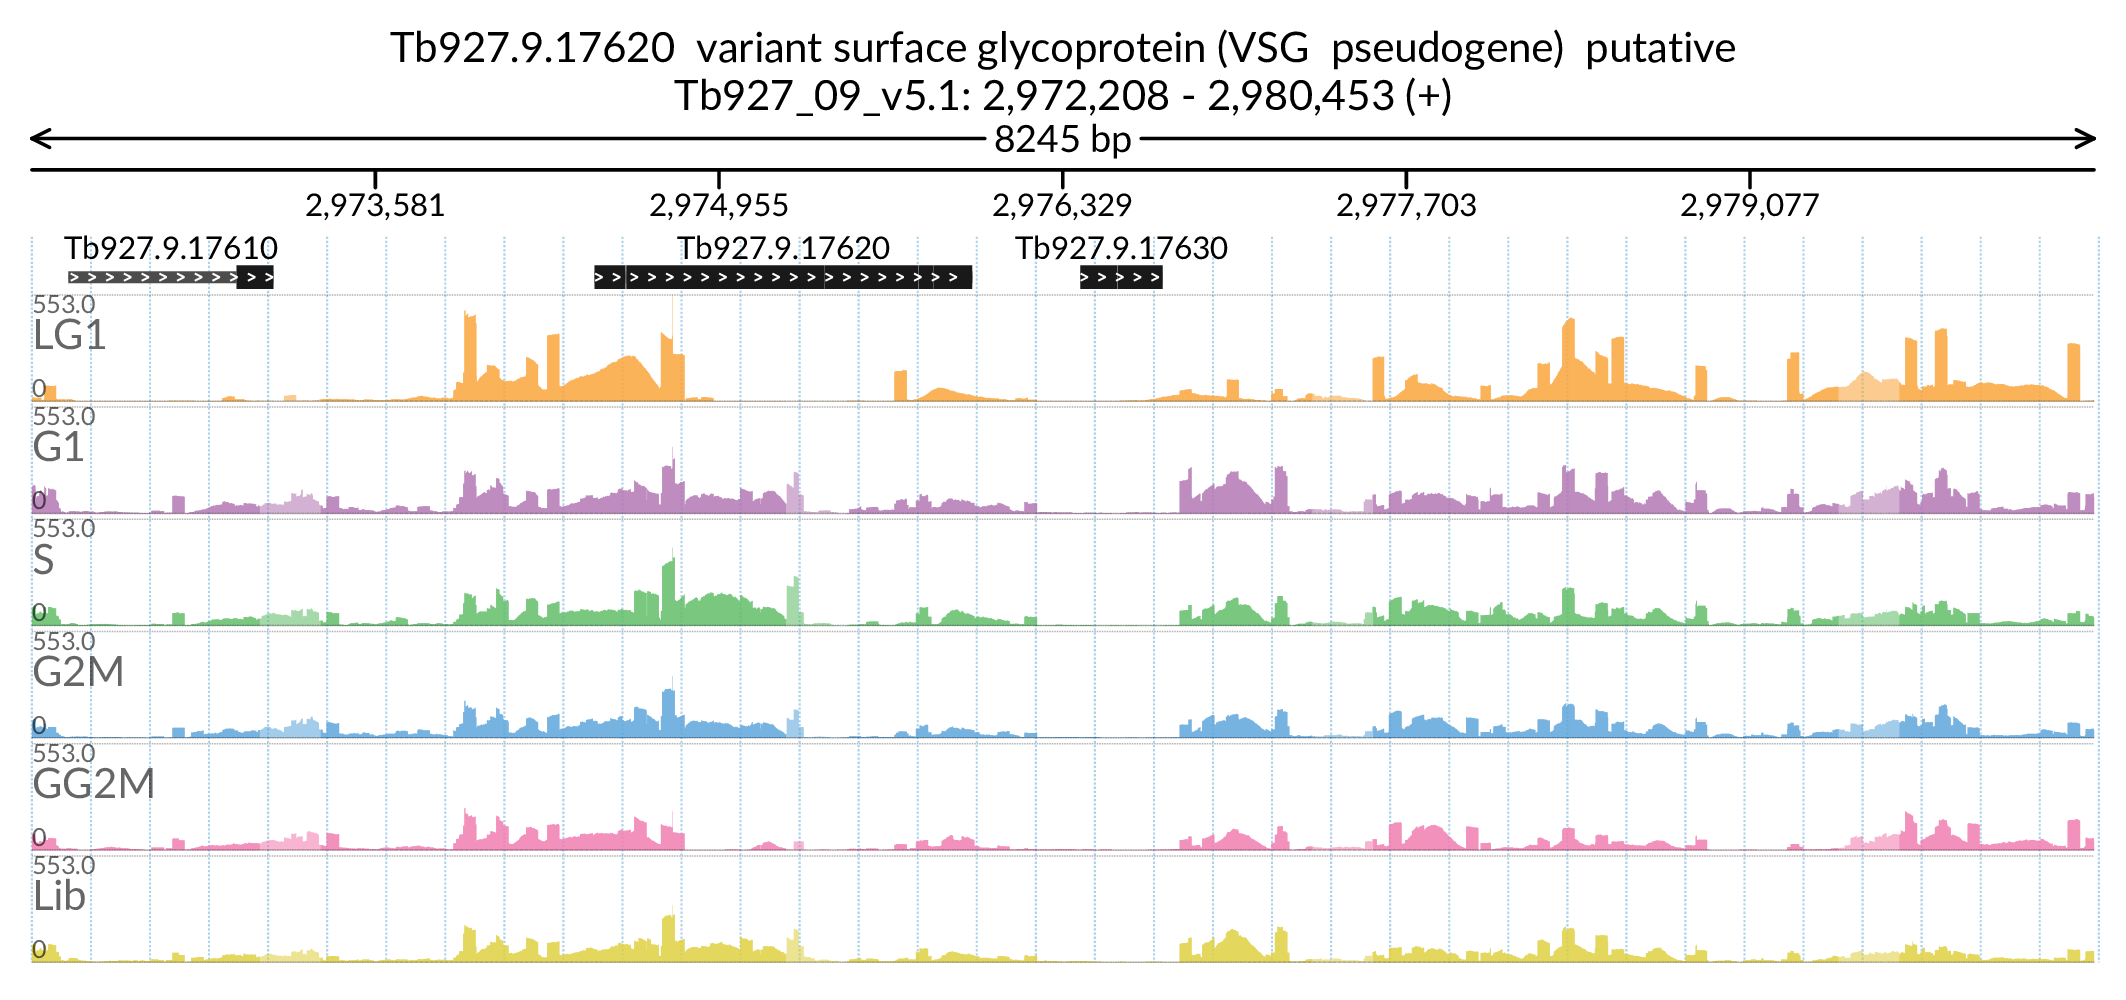 Tb927.9.17620 variant surface glycoprotein (VSG pseudogene) putative
Tb927_09_v5.1: 2,972,208 - 2,980,453 (+)
8245 bp
2,973,581 2,974,955 2,976,329 2,977,703 2,979,077
Tb927.9.17610 Tb927.9.17620 Tb927.9.17630
553.0
LG1
0
553.0
G1
0
553.0
S
0
553.0
G2M
0
553.0
GG2M
0
553.0
Lib
0